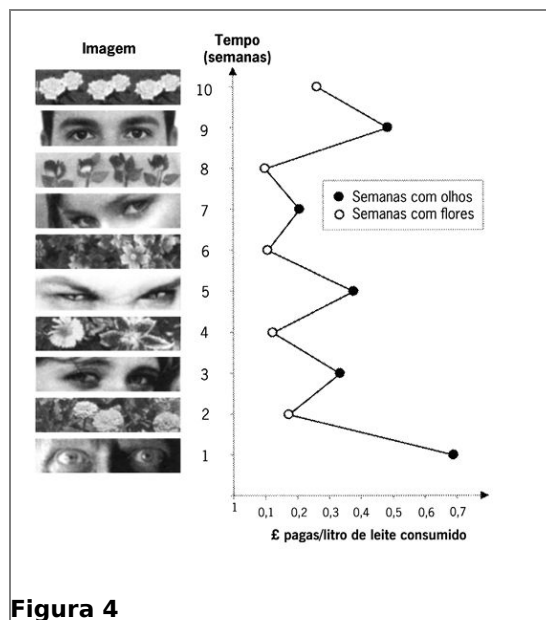 Imagem
Tempo
(semanas)
10
9
8
7
6
5
4
3
2
1
Semanas com olhos
Semanas com flores
1
0,1
0,2
0,3
0,4
0,5
0,6
0,7
£ pagas/litro de leite consumido
Figura 4